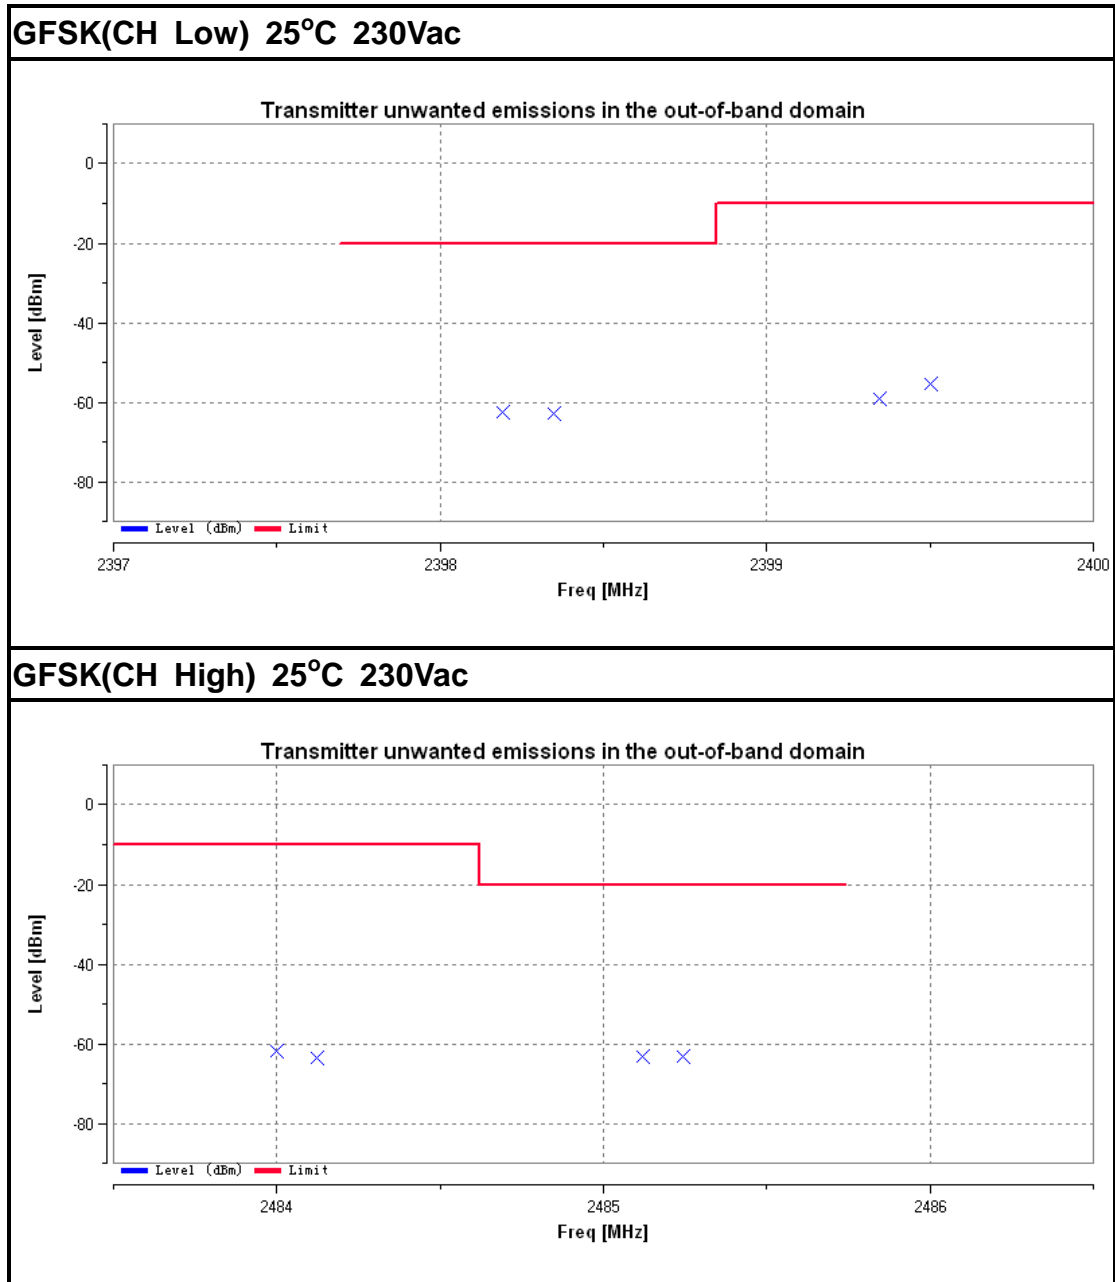 GFSK(CH Low) 25°C 230Vac
Transmitter unwanted emissions in the out-of-band domain
0
-20
-40
-60
-80
Level [dBm]
Level (dBm) Limit
2397 2398 2399 2400
Freq [MHz]
GFSK(CH High) 25°C 230Vac
Transmitter unwanted emissions in the out-of-band domain
0
-20
-40
-60
-80
Level [dBm]
Level (dBm) Limit
2484 2485 2486
Freq [MHz]